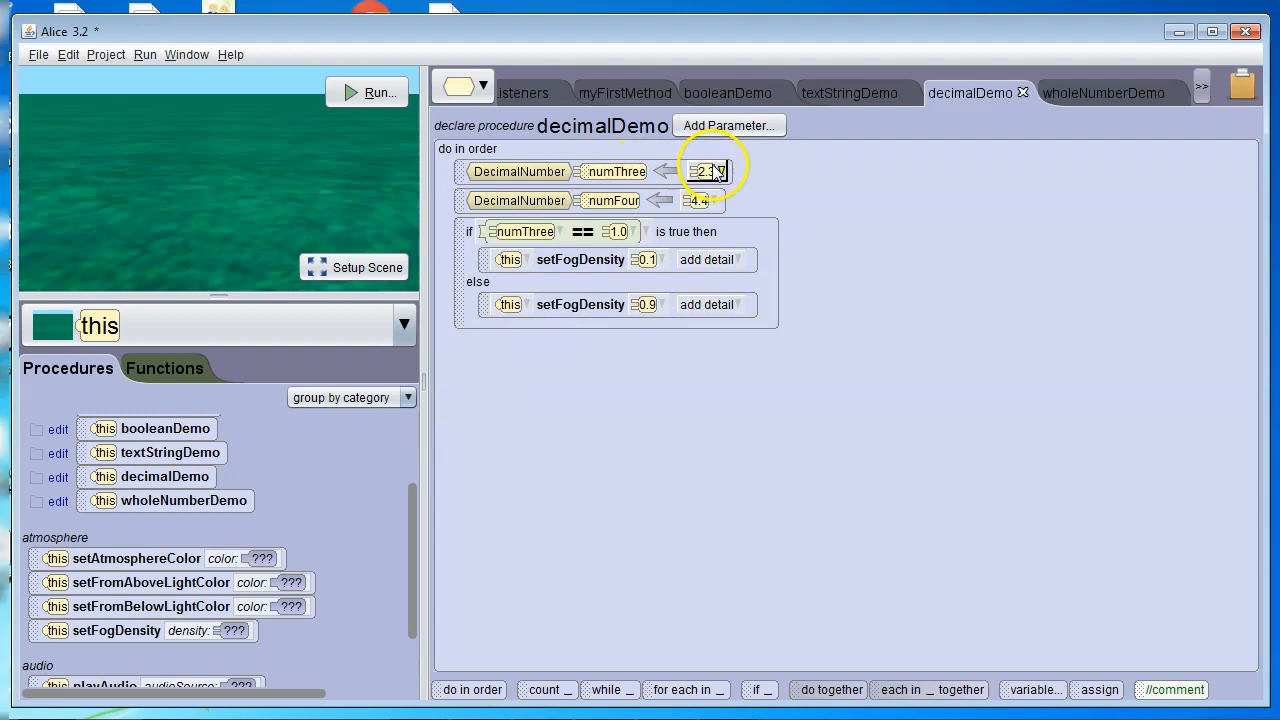 Alice 3.2 *
File Edit Project Run Window Help
Run...
Setup Scene
this
Procedures Functions
group by category
edit this booleanDemo
edit this textStringDemo
edit this decimalDemo
edit this wholeNumberDemo
atmosphere
this setAtmosphereColor color: ???
this setFromAboveLightColor color: ???
this setFromBelowLightColor color: ???
this setFogDensity density: ???
audio
this playAudio audioSource: ???
myFirstMethod booleanDemo textStringDemo decimalDemo wholeNumberDemo >>
declare procedure decimalDemo Add Parameter...
do in order
DecimalNumber numThree
DecimalNumber numFour 4.4
if numThree == 1.0 is true then
this setFogDensity 0.1 add detail
else
this setFogDensity 0.9 add detail
do in order count _ while _ for each in _ if _ do together each in _ together variable... assign //comment